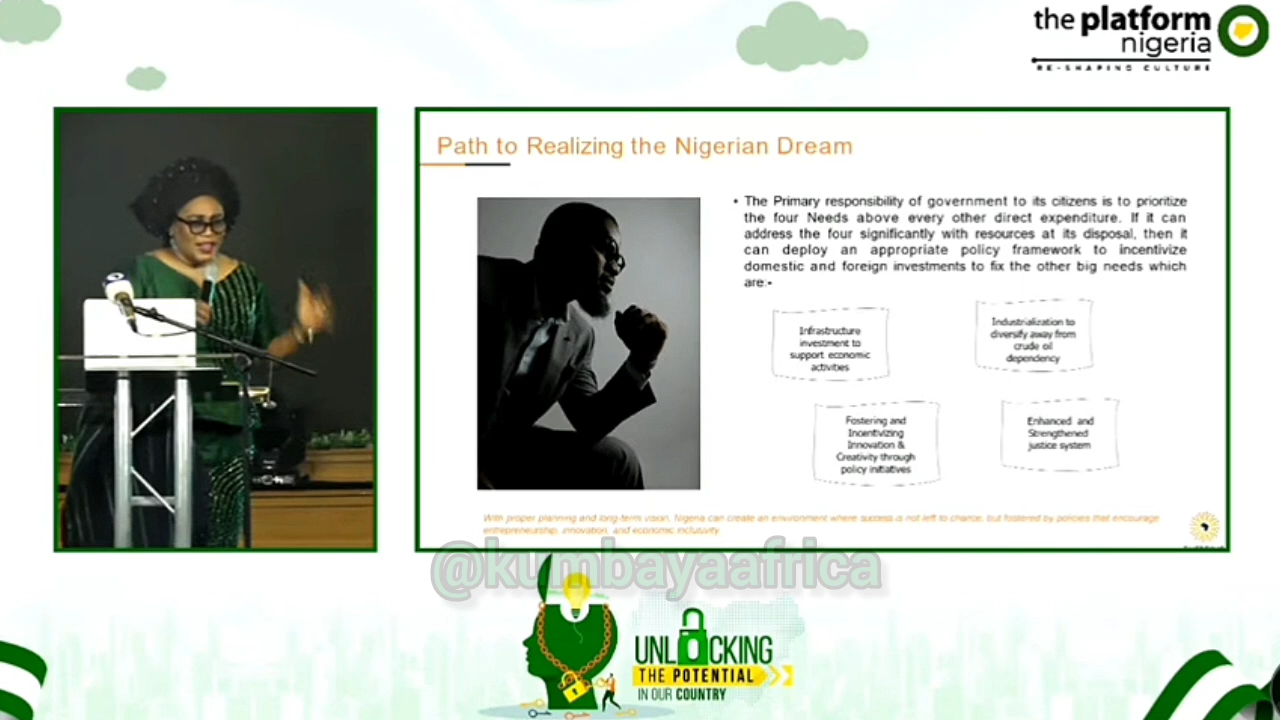 the platform
nigeria
RE-SHAPING CULTURE
Path to Realizing the Nigerian Dream
• The Primary responsibility of government to its citizens is to prioritize
the four Needs above every other direct expenditure. If it can
address the four significantly with resources at its disposal, then it
can deploy an appropriate policy framework to incentivize
domestic and foreign investments to fix the other big needs which
are:-
Infrastructure
investment to
support economic
activities
Industrialization to
diversify away from
crude oil
dependency
Fostering and
Incentivizing
Innovation &
Creativity through
policy initiatives
Enhanced and
Strengthened
justice system
With proper planning and long-term vision, Nigeria can create an environment where success is not left to chance, but fostered by policies that encourage
entrepreneurship, innovation, and economic inclusivity.
@kumbayaafrica
UNLOCKING
THE POTENTIAL
IN OUR COUNTRY